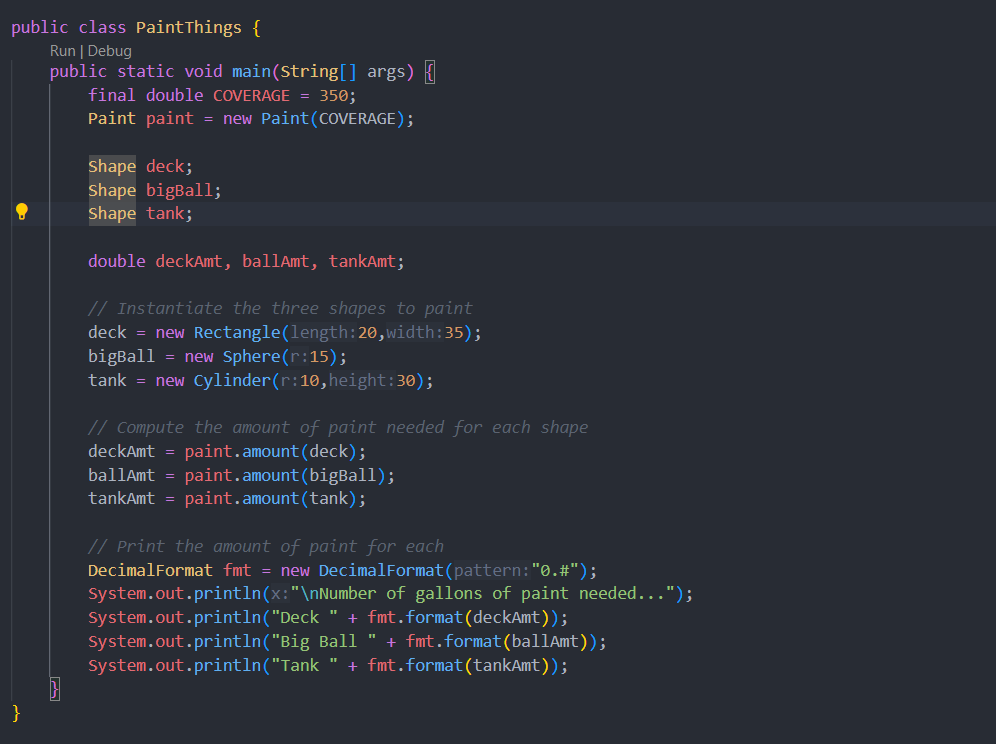 public class PaintThings {
Run | Debug
public static void main(String[] args) {
final double COVERAGE = 350;
Paint paint = new Paint(COVERAGE);
Shape deck;
Shape bigBall;
Shape tank;
double deckAmt, ballAmt, tankAmt;
// Instantiate the three shapes to paint
deck = new Rectangle(length:20,width:35);
bigBall = new Sphere(r:15);
tank = new Cylinder(r:10,height:30);
// Compute the amount of paint needed for each shape
deckAmt = paint.amount(deck);
ballAmt = paint.amount(bigBall);
tankAmt = paint.amount(tank);
// Print the amount of paint for each
DecimalFormat fmt = new DecimalFormat(pattern:"0.#");
System.out.println(x:"\nNumber of gallons of paint needed...");
System.out.println("Deck " + fmt.format(deckAmt));
System.out.println("Big Ball " + fmt.format(ballAmt));
System.out.println("Tank " + fmt.format(tankAmt));
}
}